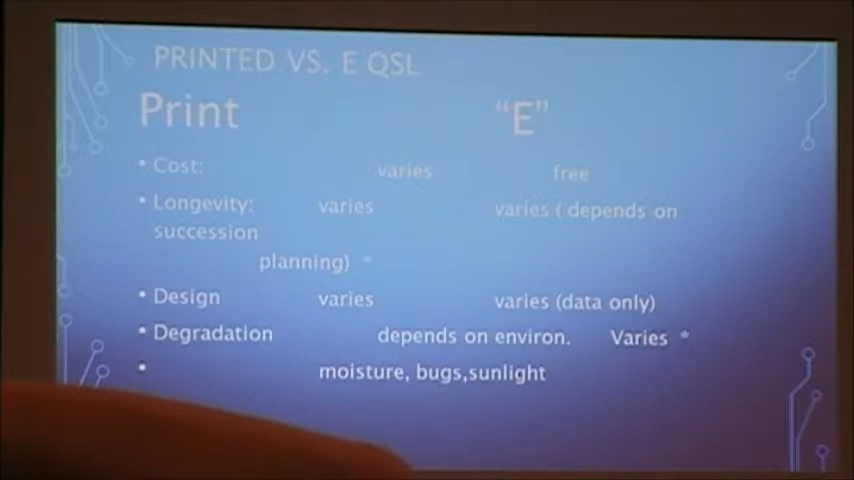 PRINTED VS. E QSL
Print “E”
• Cost: varies free
• Longevity: varies varies ( depends on
succession
planning) *
• Design varies varies (data only)
• Degradation depends on environ. Varies *
• moisture, bugs,sunlight